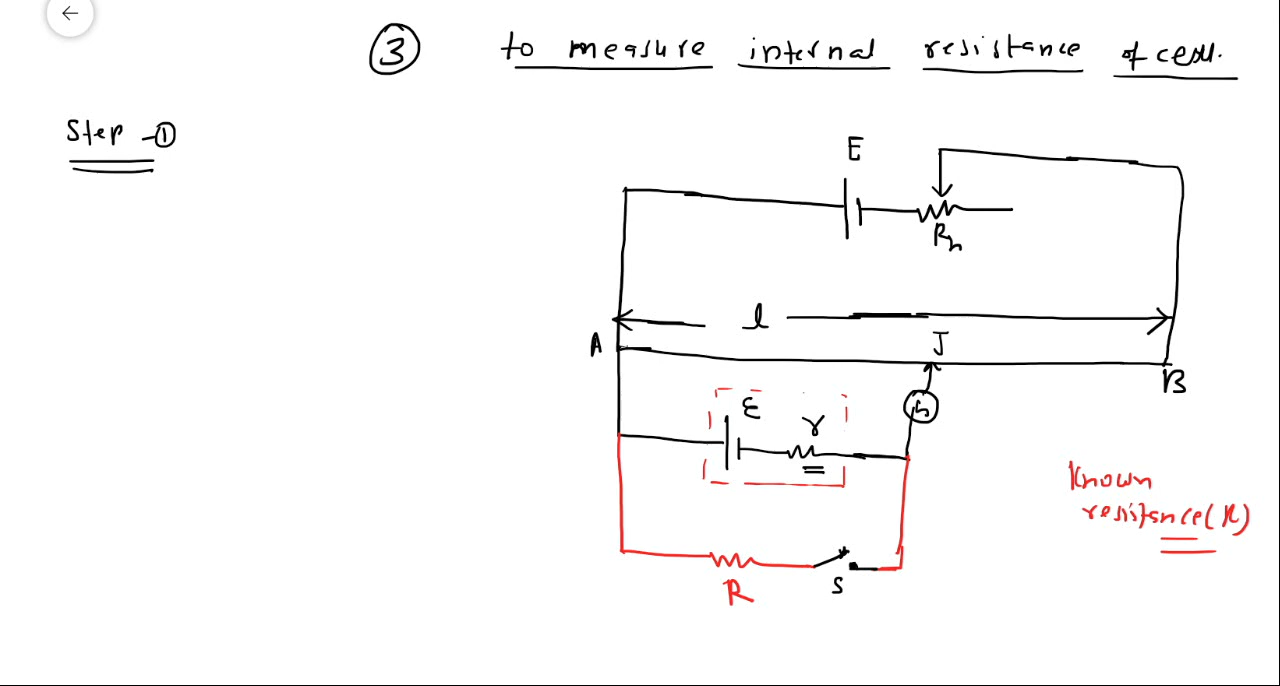 ③ to measure internal resistance of cell.
Step - ①
E
Rh
l
A
J
B
ε
r
G
Known
resistance (R)
S
R